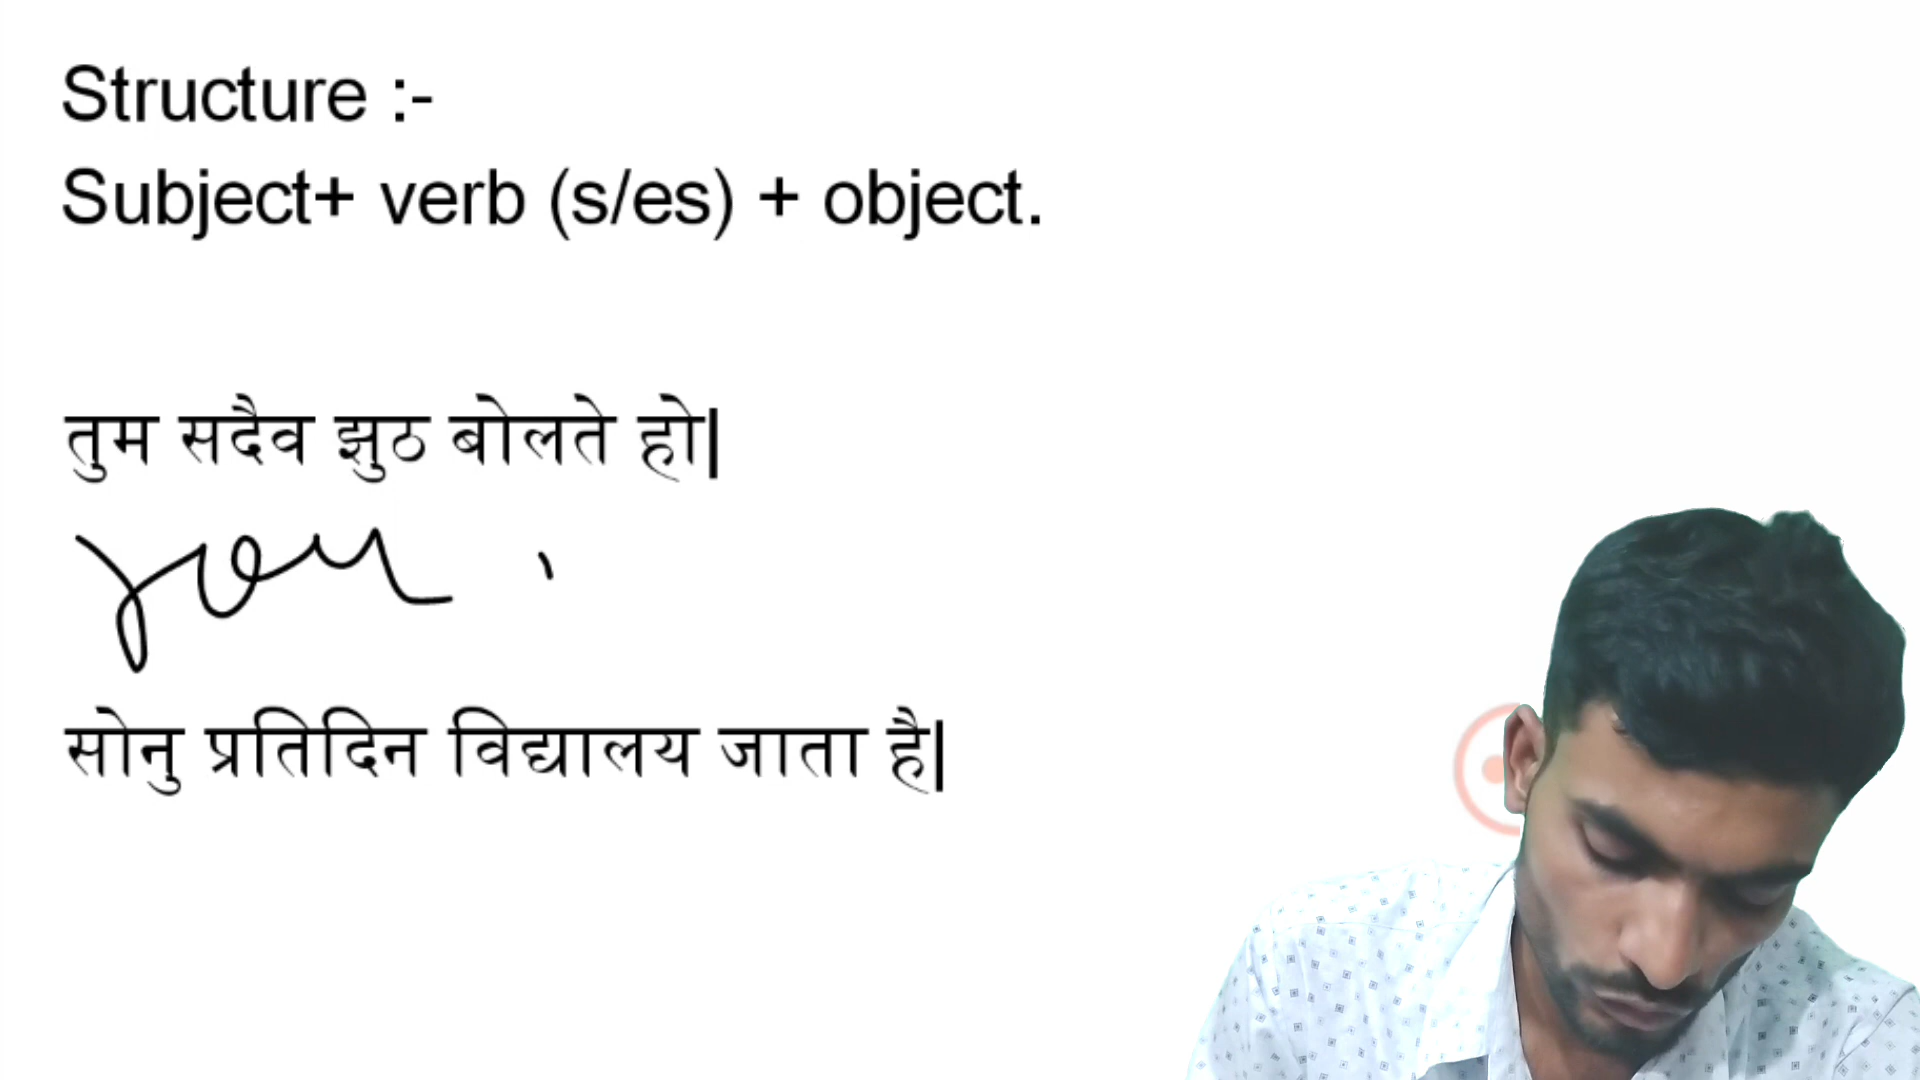 Structure :-
Subject+ verb (s/es) + object.
तुम सदैव झुठ बोलते हो|
you
सोनु प्रतिदिन विद्यालय जाता है|